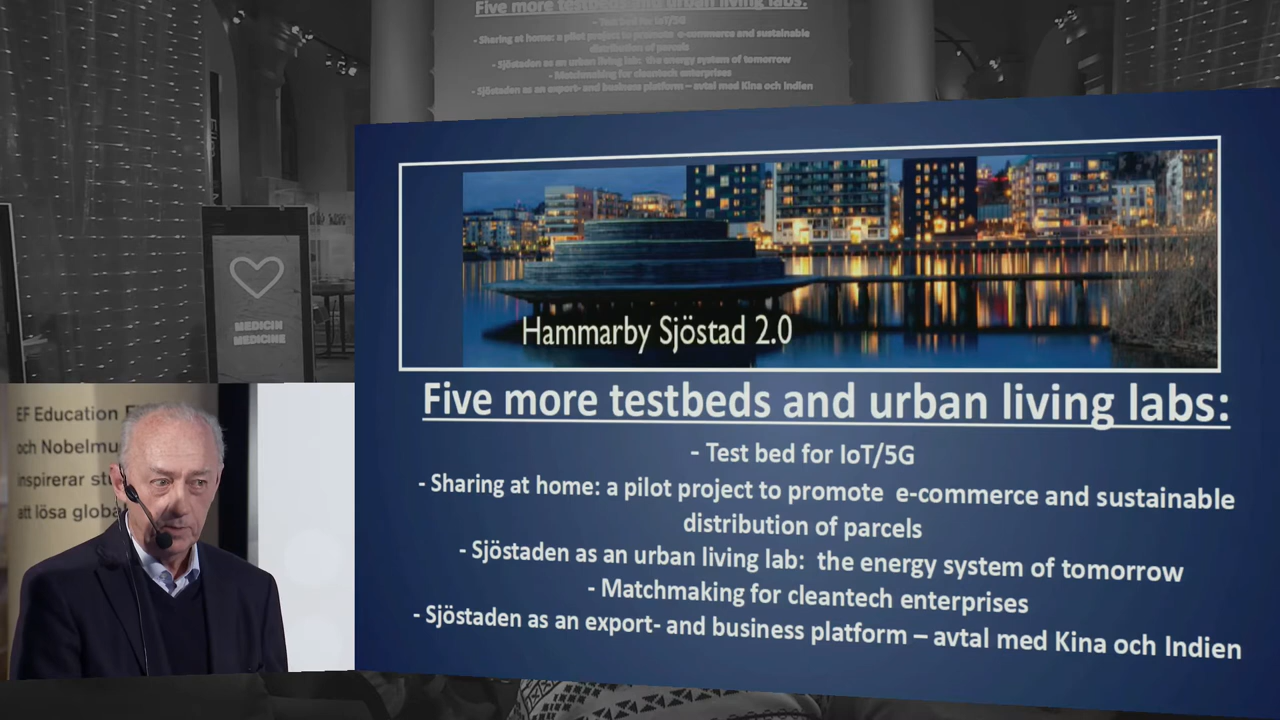 Five more testbeds and urban living labs:
- Test bed for IoT/5G
- Sharing at home: a pilot project to promote e-commerce and sustainable
distribution of parcels
- Sjöstaden as an urban living lab: the energy system of tomorrow
- Matchmaking for cleantech enterprises
- Sjöstaden as an export- and business platform – avtal med Kina och Indien
MEDICIN
MEDICINE
EF Education
och Nobelmu
inspirerar stu
att lösa globa
Hammarby Sjöstad 2.0
Five more testbeds and urban living labs:
- Test bed for IoT/5G
- Sharing at home: a pilot project to promote e-commerce and sustainable
distribution of parcels
- Sjöstaden as an urban living lab: the energy system of tomorrow
- Matchmaking for cleantech enterprises
- Sjöstaden as an export- and business platform – avtal med Kina och Indien